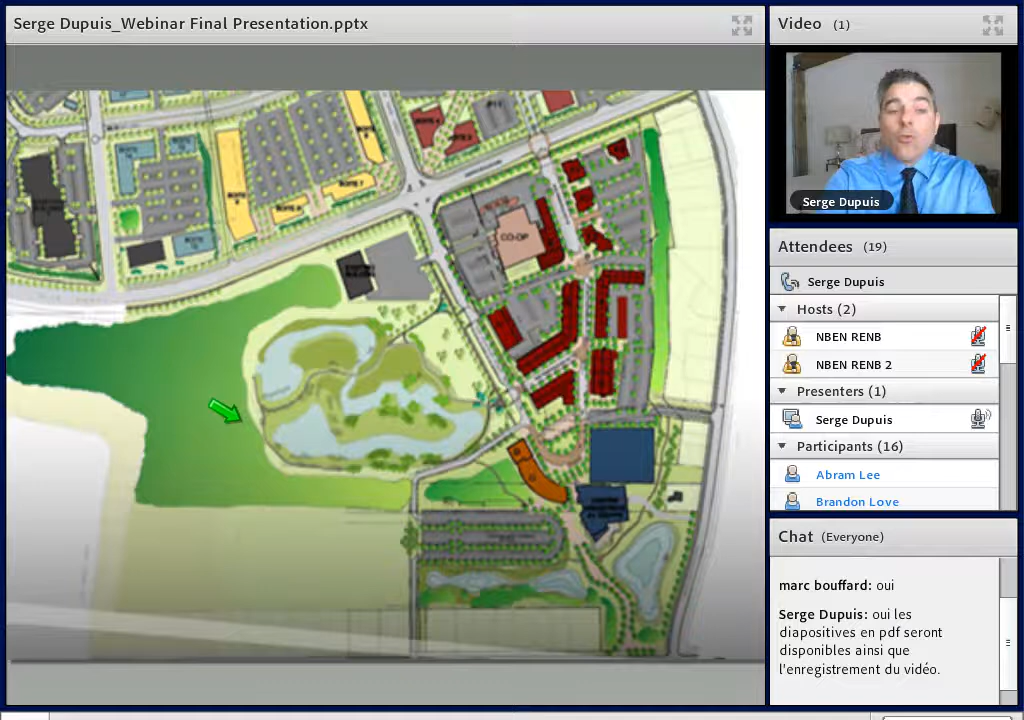 Serge Dupuis_Webinar Final Presentation.pptx
CO-OP
Video (1)
Serge Dupuis
Attendees (19)
Serge Dupuis
Hosts (2)
NBEN RENB
NBEN RENB 2
Presenters (1)
Serge Dupuis
Participants (16)
Abram Lee
Brandon Love
Chat (Everyone)
marc bouffard: oui
Serge Dupuis: oui les
diapositives en pdf seront
disponibles ainsi que
l'enregistrement du vidéo.